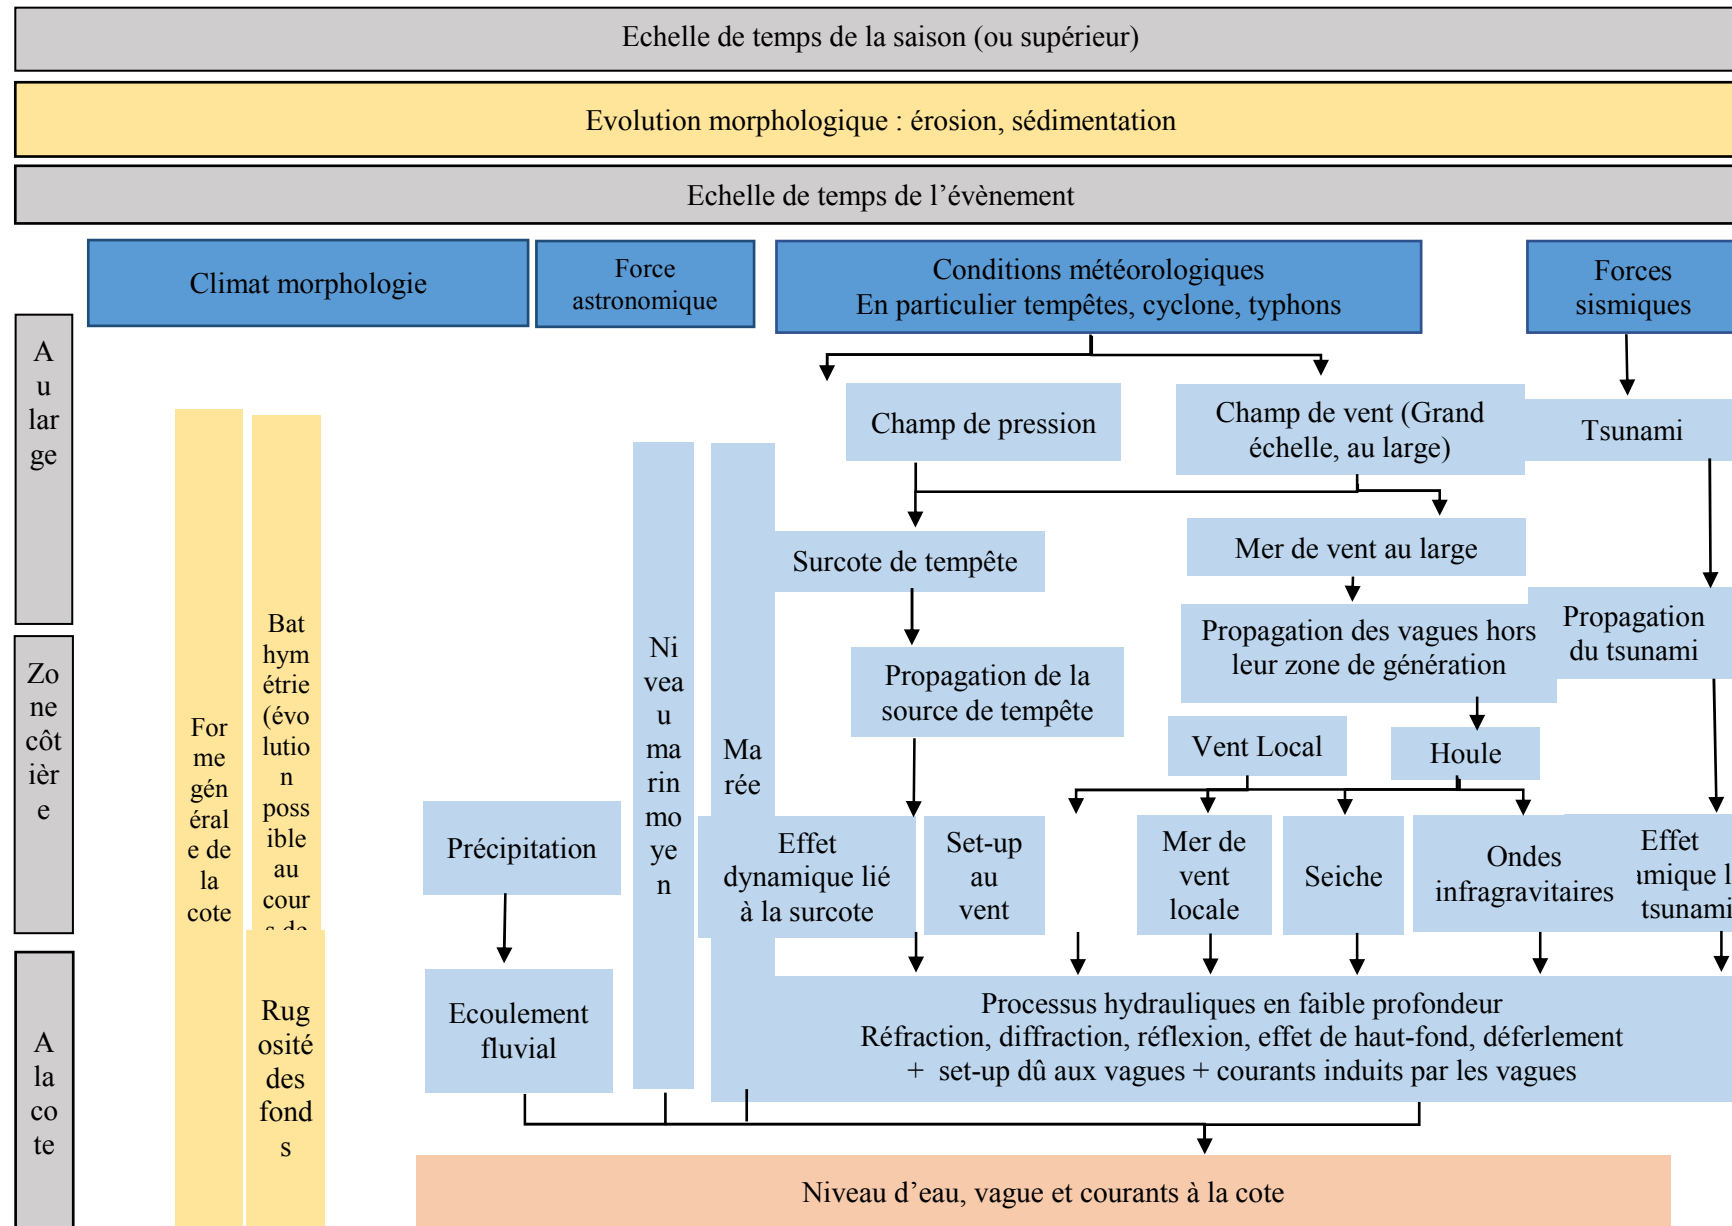 Echelle de temps de la saison (ou supérieur)
Evolution morphologique : érosion, sédimentation
Echelle de temps de l'évènement
Climat morphologie
Force
astronomique
Conditions météorologiques
En particulier tempêtes, cyclone, typhons
Forces
sismiques
A
u
lar
ge
Champ de pression
Champ de vent (Grand
échelle, au large)
Tsunami
Surcote de tempête
Mer de vent au large
Propagation des vagues hors
leur zone de génération
Propagation
du tsunami
Zo
ne
côt
ièr
e
For
me
gén
éral
e de
la
cote
Bat
hym
étrie
(évo
lutio
n
poss
ible
au
cour
s de
Ni
vea
u
ma
rin
mo
ye
n
Ma
rée
Propagation de la
source de tempête
Vent Local
Houle
Précipitation
Effet
dynamique lié
à la surcote
Set-up
au
vent
Mer de
vent
locale
Seiche
Ondes
infragravitaires
Effet
amique l
tsunami
A
la
co
te
Rug
osité
des
fond
s
Ecoulement
fluvial
Processus hydrauliques en faible profondeur
Réfraction, diffraction, réflexion, effet de haut-fond, déferlement
+ set-up dû aux vagues + courants induits par les vagues
Niveau d'eau, vague et courants à la cote